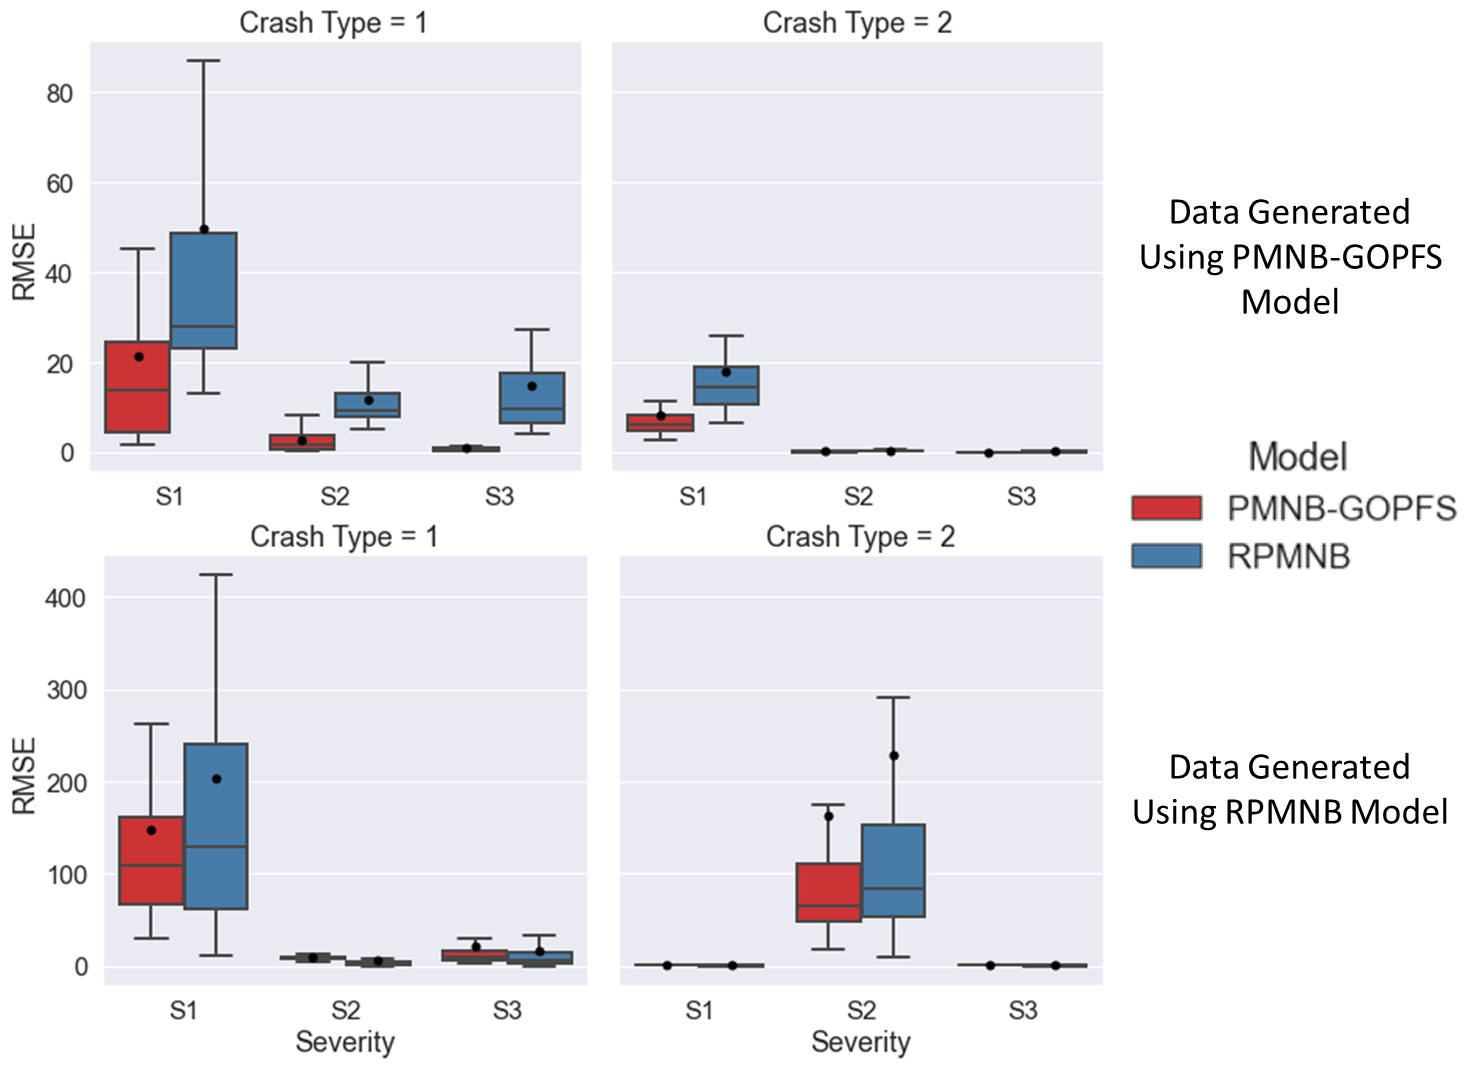 Crash Type = 1
Crash Type = 2
80
60
40
20
0
RMSE
S1
S2
S3
S1
S2
S3
Data Generated
Using PMNB-GOPFS
Model
Model
PMNB-GOPFS
RPMNB
Crash Type = 1
Crash Type = 2
400
300
200
100
0
RMSE
S1
S2
S3
Severity
S1
S2
S3
Severity
Data Generated
Using RPMNB Model